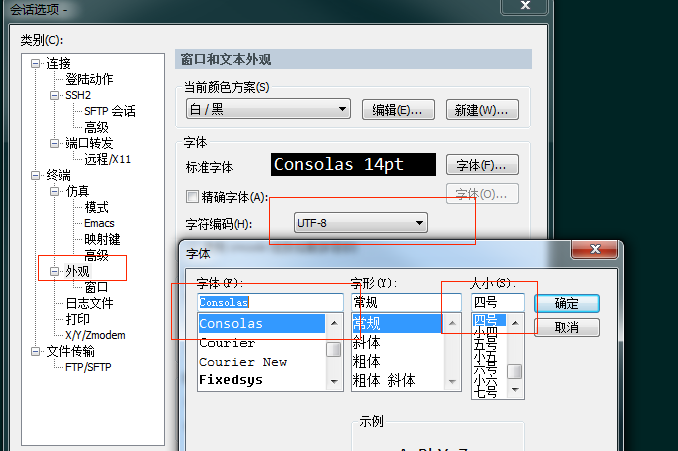 会话选项 -
类别(C):
连接
登陆动作
SSH2
SFTP 会话
高级
端口转发
远程/X11
终端
仿真
模式
Emacs
映射键
高级
外观
窗口
日志文件
打印
X/Y/Zmodem
文件传输
FTP/SFTP
窗口和文本外观
当前颜色方案(S)
白 / 黑
编辑(E)...
新建(W)...
字体
标准字体
Consolas 14pt
字体(F)...
精确字体(A):
字体(O)...
字符编码(H):
UTF-8
字体
字体(F):
Consolas
Consolas
Courier
Courier New
Fixedsys
字形(Y):
常规
常规
斜体
粗体
粗体 斜体
大小(S):
四号
四号
小四
五号
小五
六号
小六
七号
确定
取消
示例